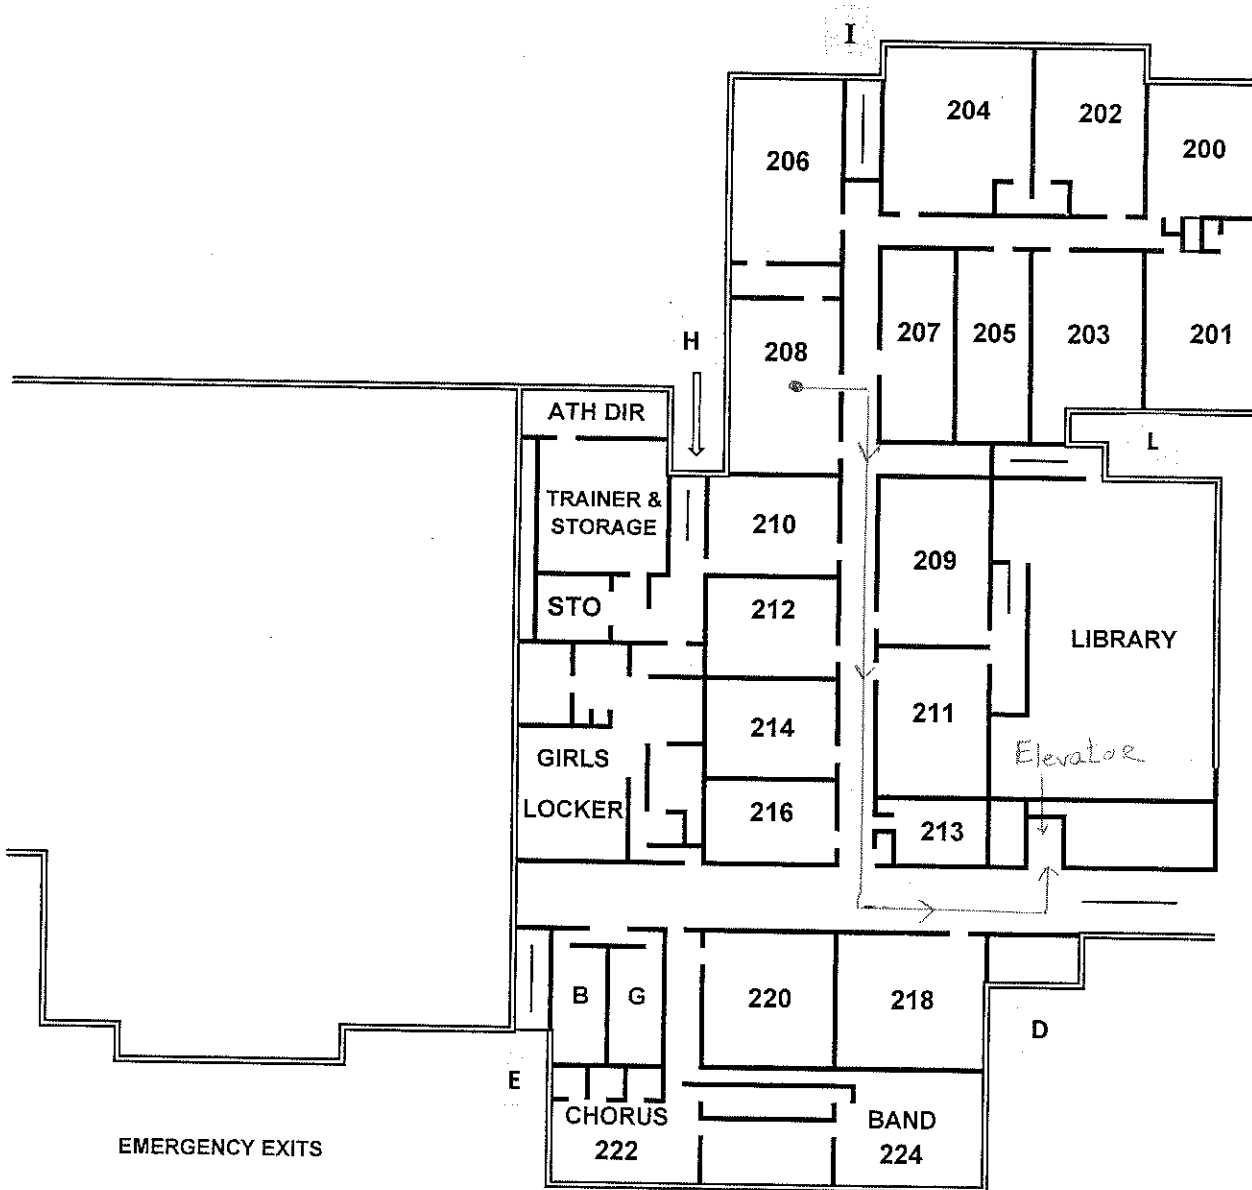 I
204
202
200
206
207
205
203
201
208
H
L
ATH DIR
TRAINER &
STORAGE
210
209
STO
212
LIBRARY
211
214
Elevator
GIRLS
LOCKER
216
213
B
G
220
218
D
E
CHORUS
222
BAND
224
EMERGENCY EXITS